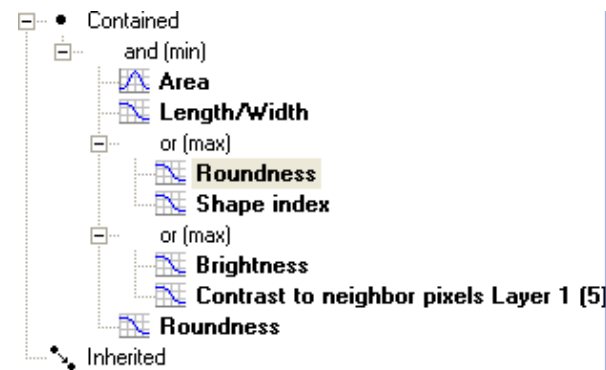 Contained
and (min)
Area
Length/Width
or (max)
Roundness
Shape index
or (max)
Brightness
Contrast to neighbor pixels Layer 1 (5)
Roundness
Inherited